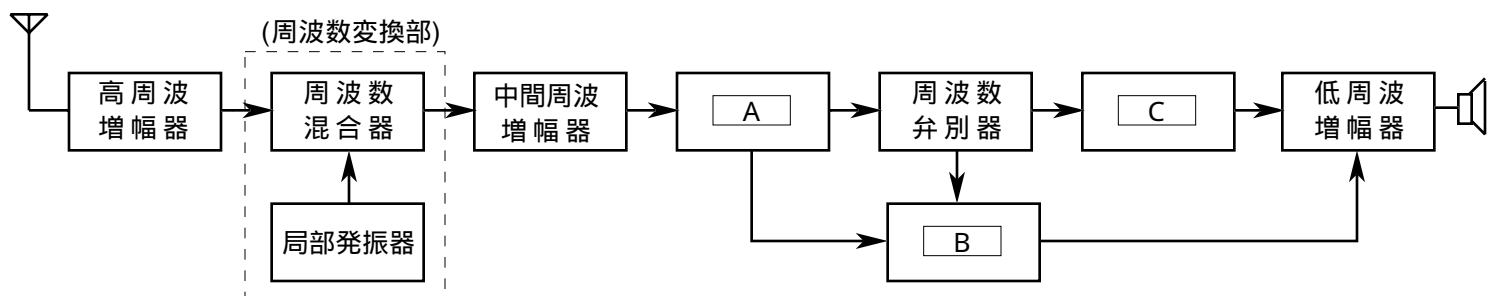 (周波数変換部)
高周波
増幅器
周波数
混合器
中間周波
増幅器
A
周波数
弁別器
C
低周波
増幅器
局部発振器
B